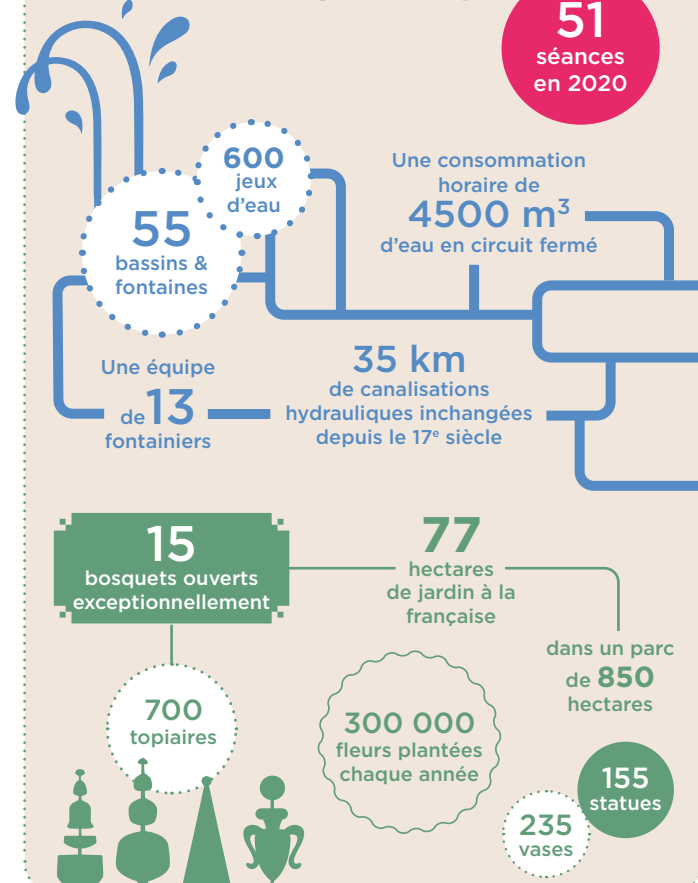 51
séances
en 2020
600
jeux
d'eau
Une consommation
horaire de
4500 m³
d'eau en circuit fermé
55
bassins &
fontaines
Une équipe
de 13
fontainiers
35 km
de canalisations
hydrauliques inchangées
depuis le 17e siècle
15
bosquets ouverts
exceptionnellement
77
hectares
de jardin à la
française
dans un parc
de 850
hectares
700
topiaires
300 000
fleurs plantées
chaque année
155
statues
235
vases